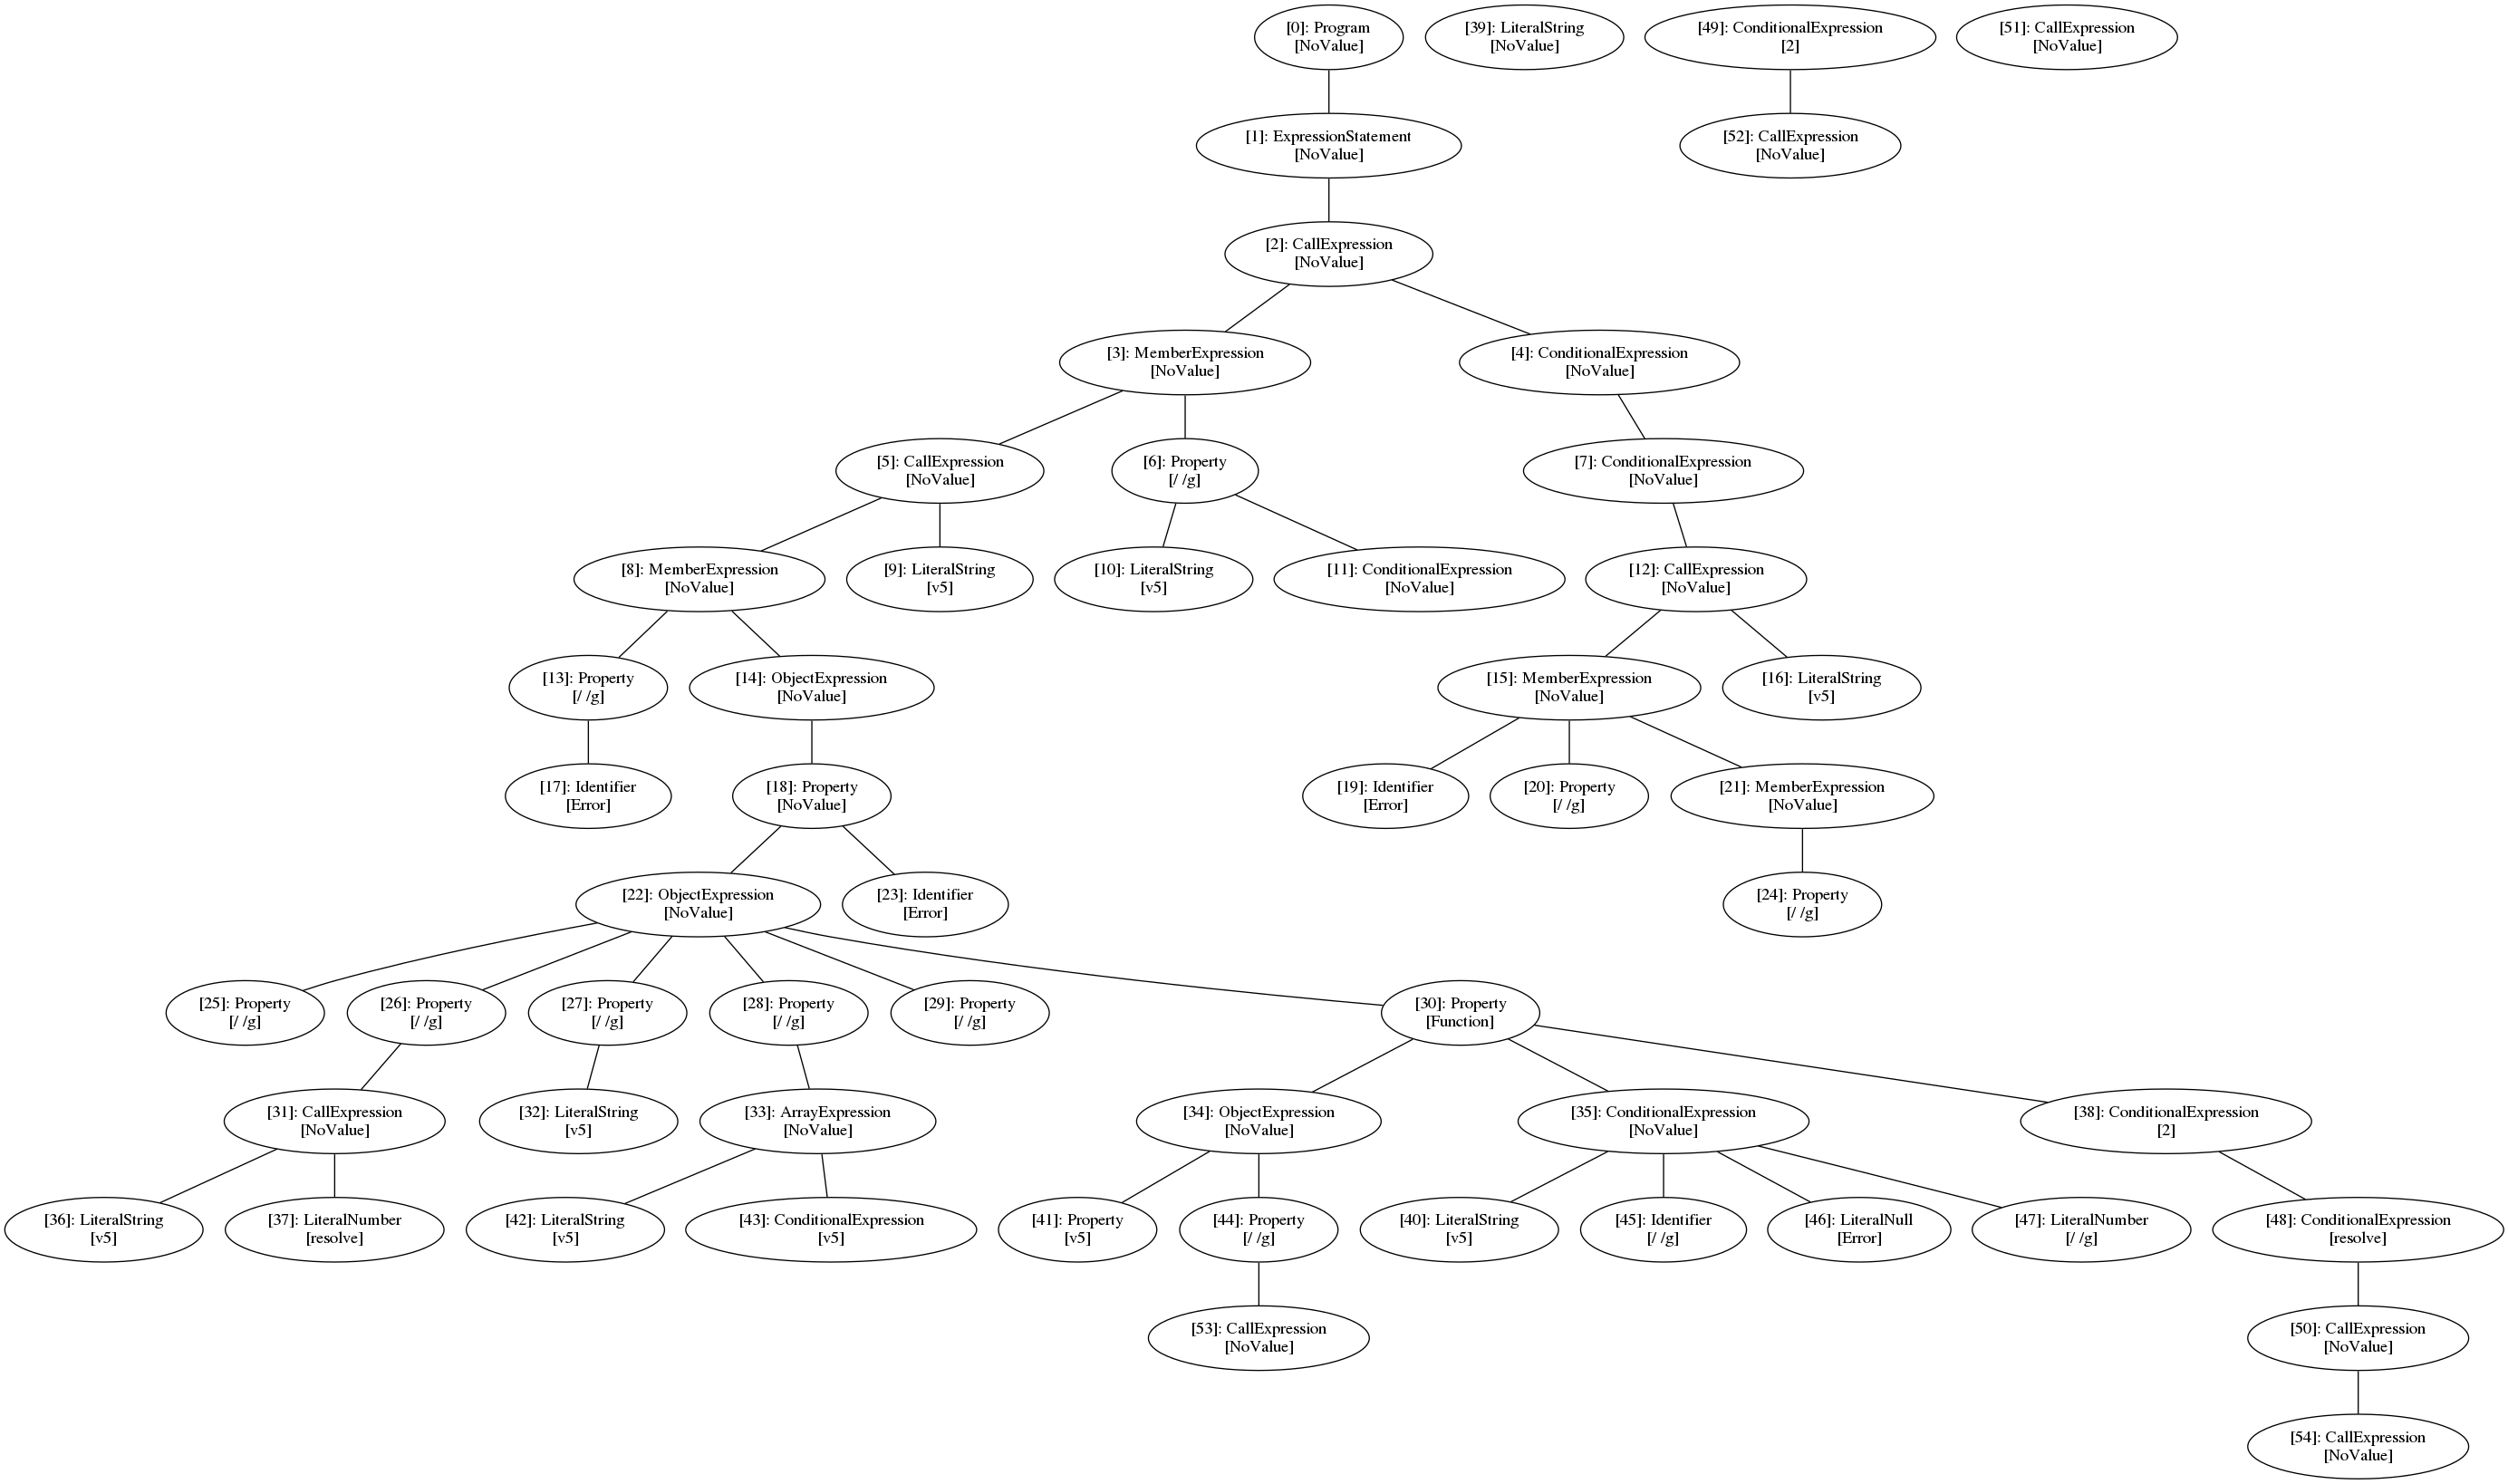 [0]: Program
[NoValue]
[39]: LiteralString
[NoValue]
[49]: ConditionalExpression
[2]
[51]: CallExpression
[NoValue]
[1]: ExpressionStatement
[NoValue]
[52]: CallExpression
[NoValue]
[2]: CallExpression
[NoValue]
[3]: MemberExpression
[NoValue]
[4]: ConditionalExpression
[NoValue]
[5]: CallExpression
[NoValue]
[6]: Property
[/ /g]
[7]: ConditionalExpression
[NoValue]
[8]: MemberExpression
[NoValue]
[9]: LiteralString
[v5]
[10]: LiteralString
[v5]
[11]: ConditionalExpression
[NoValue]
[12]: CallExpression
[NoValue]
[13]: Property
[/ /g]
[14]: ObjectExpression
[NoValue]
[15]: MemberExpression
[NoValue]
[16]: LiteralString
[v5]
[17]: Identifier
[Error]
[18]: Property
[NoValue]
[19]: Identifier
[Error]
[20]: Property
[/ /g]
[21]: MemberExpression
[NoValue]
[22]: ObjectExpression
[NoValue]
[23]: Identifier
[Error]
[24]: Property
[/ /g]
[25]: Property
[/ /g]
[26]: Property
[/ /g]
[27]: Property
[/ /g]
[28]: Property
[/ /g]
[29]: Property
[/ /g]
[30]: Property
[Function]
[31]: CallExpression
[NoValue]
[32]: LiteralString
[v5]
[33]: ArrayExpression
[NoValue]
[34]: ObjectExpression
[NoValue]
[35]: ConditionalExpression
[NoValue]
[38]: ConditionalExpression
[2]
[36]: LiteralString
[v5]
[37]: LiteralNumber
[resolve]
[42]: LiteralString
[v5]
[43]: ConditionalExpression
[v5]
[41]: Property
[v5]
[44]: Property
[/ /g]
[40]: LiteralString
[v5]
[45]: Identifier
[/ /g]
[46]: LiteralNull
[Error]
[47]: LiteralNumber
[/ /g]
[48]: ConditionalExpression
[resolve]
[53]: CallExpression
[NoValue]
[50]: CallExpression
[NoValue]
[54]: CallExpression
[NoValue]